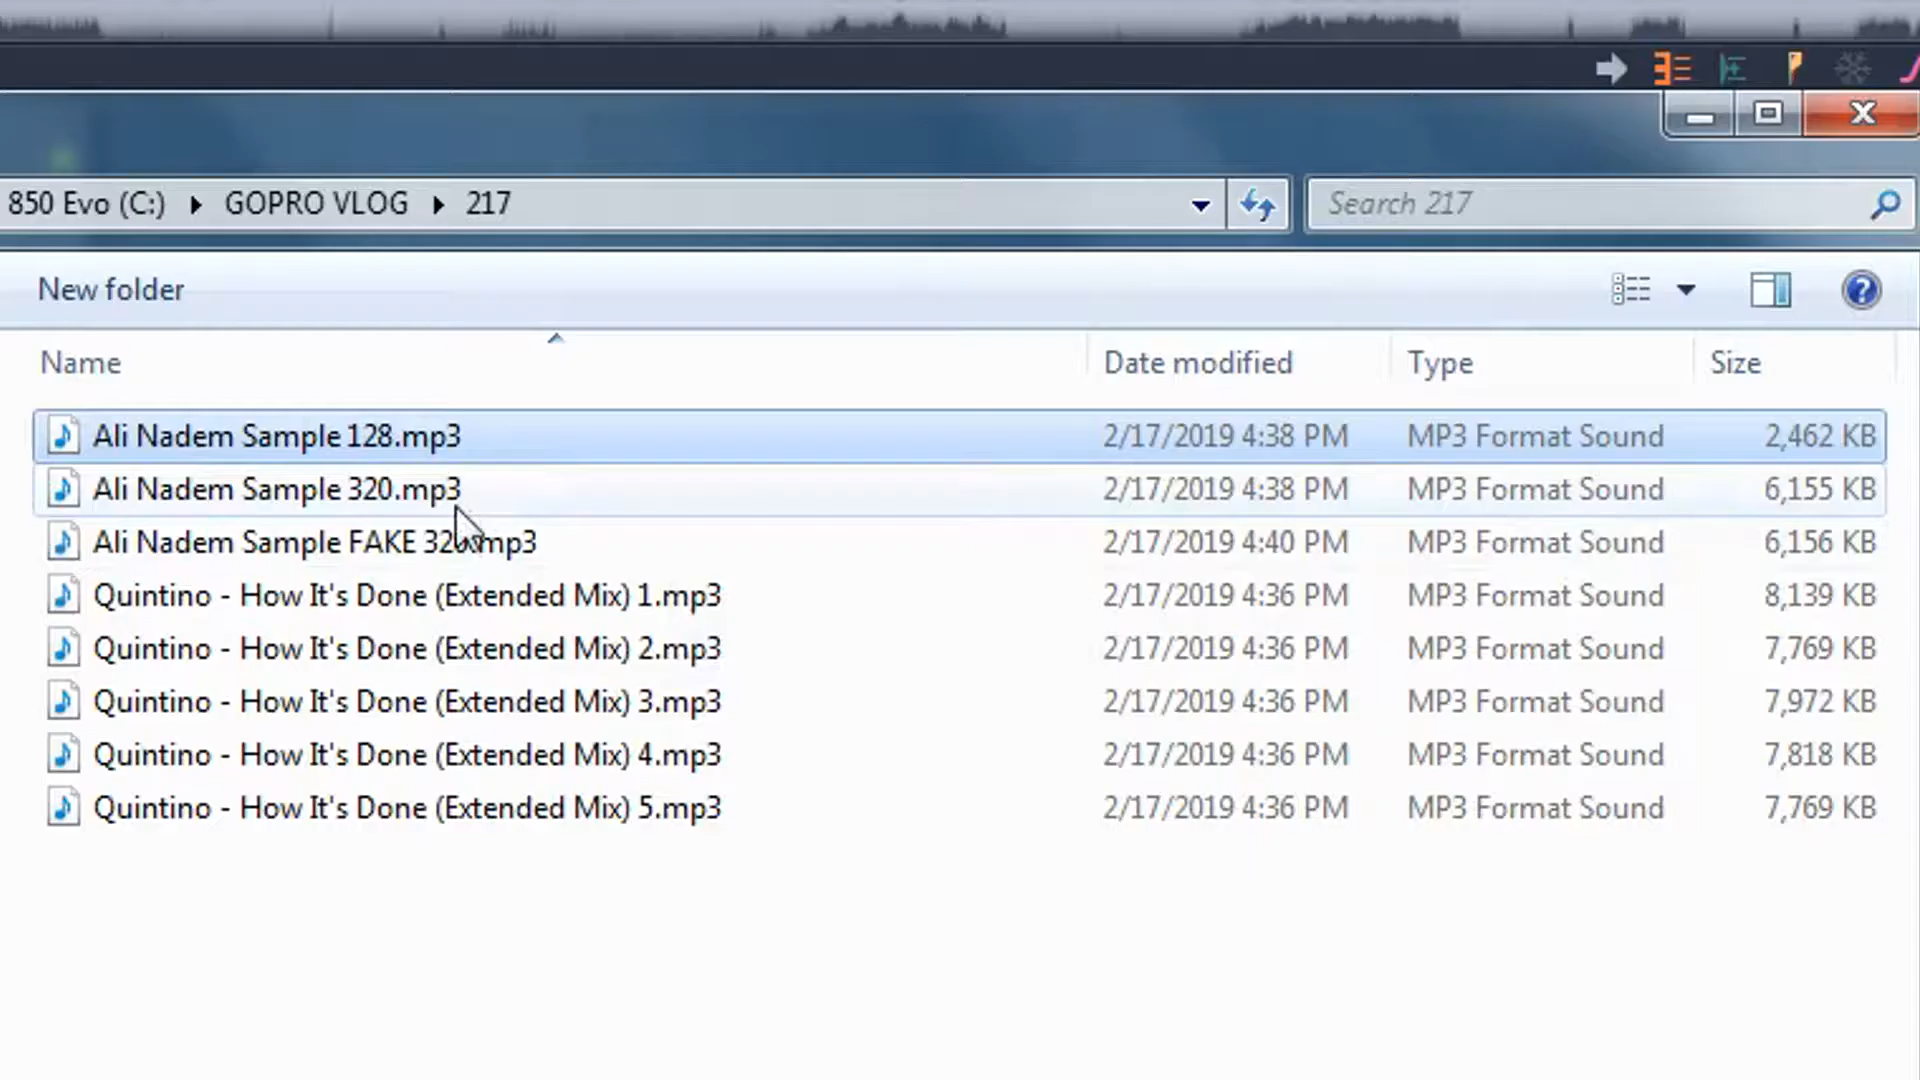 850 Evo (C:) GOPRO VLOG 217 Search 217
New folder
Name Date modified Type Size
Ali Nadem Sample 128.mp3 2/17/2019 4:38 PM MP3 Format Sound 2,462 KB
Ali Nadem Sample 320.mp3 2/17/2019 4:38 PM MP3 Format Sound 6,155 KB
Ali Nadem Sample FAKE 320.mp3 2/17/2019 4:40 PM MP3 Format Sound 6,156 KB
Quintino - How It's Done (Extended Mix) 1.mp3 2/17/2019 4:36 PM MP3 Format Sound 8,139 KB
Quintino - How It's Done (Extended Mix) 2.mp3 2/17/2019 4:36 PM MP3 Format Sound 7,769 KB
Quintino - How It's Done (Extended Mix) 3.mp3 2/17/2019 4:36 PM MP3 Format Sound 7,972 KB
Quintino - How It's Done (Extended Mix) 4.mp3 2/17/2019 4:36 PM MP3 Format Sound 7,818 KB
Quintino - How It's Done (Extended Mix) 5.mp3 2/17/2019 4:36 PM MP3 Format Sound 7,769 KB